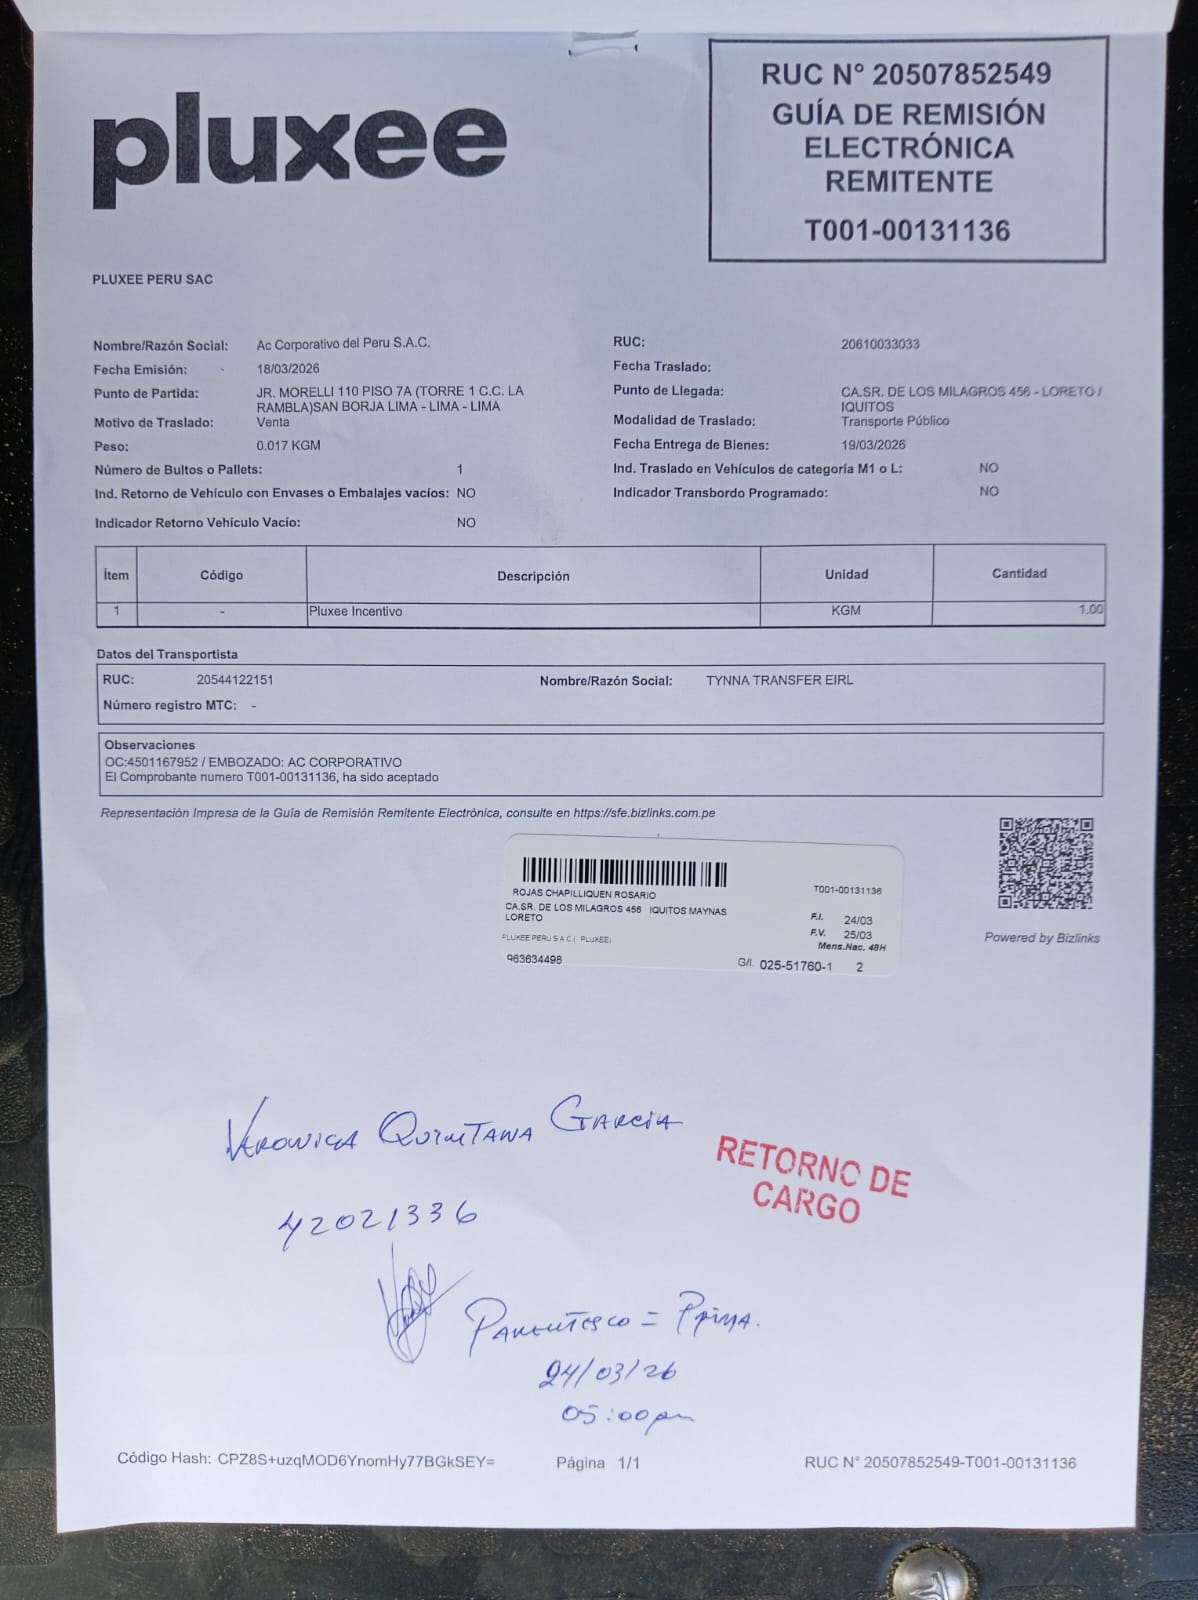 pluxee
RUC N° 20507852549
GUÍA DE REMISIÓN
ELECTRÓNICA
REMITENTE
T001-00131136
PLUXEE PERU SAC
Nombre/Razón Social: Ac Corporativo del Peru S.A.C.
RUC: 20610033033
Fecha Emisión: 18/03/2026
Fecha Traslado:
Punto de Partida: JR. MORELLI 110 PISO 7A (TORRE 1 C.C. LA
RAMBLA)SAN BORJA LIMA - LIMA - LIMA
Punto de Llegada: CA.SR. DE LOS MILAGROS 456 - LORETO /
IQUITOS
Motivo de Traslado: Venta
Modalidad de Traslado: Transporte Público
Peso: 0.017 KGM
Fecha Entrega de Bienes: 19/03/2026
Número de Bultos o Pallets: 1
Ind. Traslado en Vehículos de categoría M1 o L: NO
Ind. Retorno de Vehículo con Envases o Embalajes vacíos: NO
Indicador Transbordo Programado: NO
Indicador Retorno Vehículo Vacío: NO
Ítem Código Descripción Unidad Cantidad
1 - Pluxee Incentivo KGM 1.00
Datos del Transportista
RUC: 20544122151 Nombre/Razón Social: TYNNA TRANSFER EIRL
Número registro MTC: -
Observaciones
OC:4501167952 / EMBOZADO: AC CORPORATIVO
El Comprobante numero T001-00131136, ha sido aceptado
Representación Impresa de la Guía de Remisión Remitente Electrónica, consulte en https://sfe.bizlinks.com.pe
ROJAS CHAPILLIQUEN ROSARIO T001-00131136
CA.SR. DE LOS MILAGROS 456 IQUITOS MAYNAS
LORETO
F.I. 24/03
F.V. 25/03
PLUXEE PERU S A C ( PLUXEE)
Mens.Nac. 48H
963634498 G/I. 025-51760-1 2
Powered by Bizlinks
VERONICA QUINTANA GARCIA
RETORNO DE
CARGO
42021336
PARENTESCO = PRIMA.
24/03/26
05:00pm
Código Hash: CPZ8S+uzqMOD6YnomHy77BGkSEY= Página 1/1 RUC N° 20507852549-T001-00131136